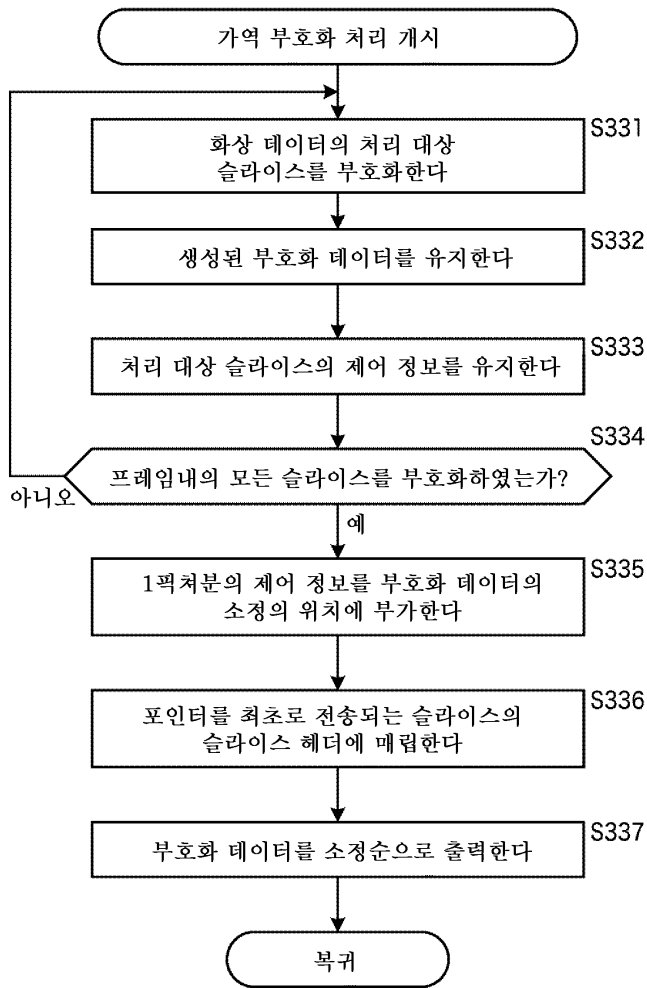 가역 부호화 처리 개시
S331
화상 데이터의 처리 대상
슬라이스를 부호화한다
S332
생성된 부호화 데이터를 유지한다
S333
처리 대상 슬라이스의 제어 정보를 유지한다
S334
프레임내의 모든 슬라이스를 부호화하였는가?
아니오
예
S335
1픽쳐분의 제어 정보를 부호화 데이터의
소정의 위치에 부가한다
S336
포인터를 최초로 전송되는 슬라이스의
슬라이스 헤더에 매립한다
S337
부호화 데이터를 소정순으로 출력한다
복귀